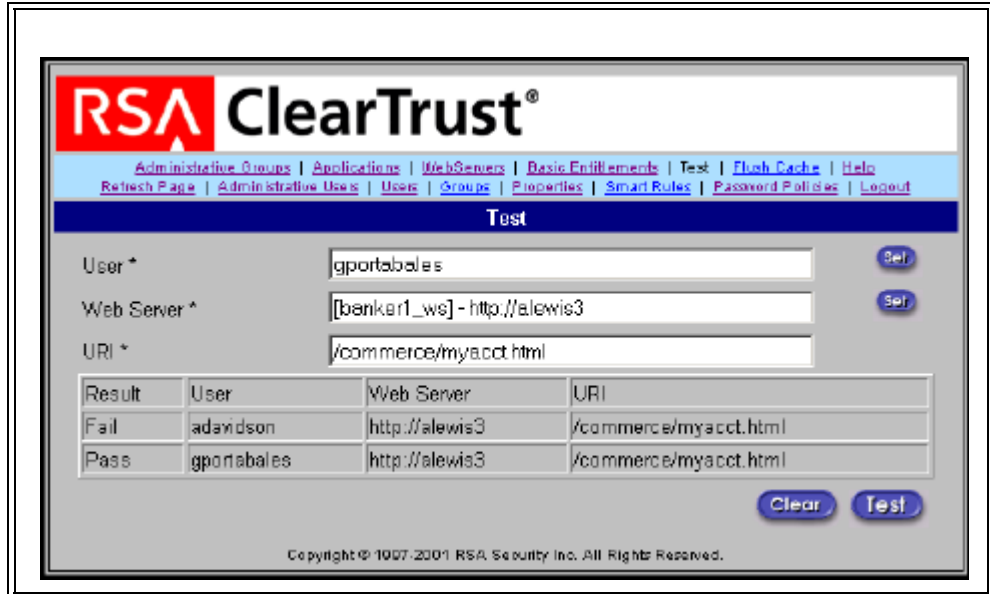 RSA ClearTrust®
Administrative Groups | Applications | WebServers | Basic Entitlements | Test | Flush Cache | Help
Refresh Page | Administrative Users | Users | Groups | Properties | Smart Rules | Password Policies | Logout
Test
User * gportabales Set
Web Server * [banker1_ws] - http://alewis3 Set
URI * /commerce/myacct.html
Result User Web Server URI
Fail adavidson http://alewis3 /commerce/myacct.html
Pass gportabales http://alewis3 /commerce/myacct.html
Clear Test
Copyright © 1997-2001 RSA Security Inc. All Rights Reserved.